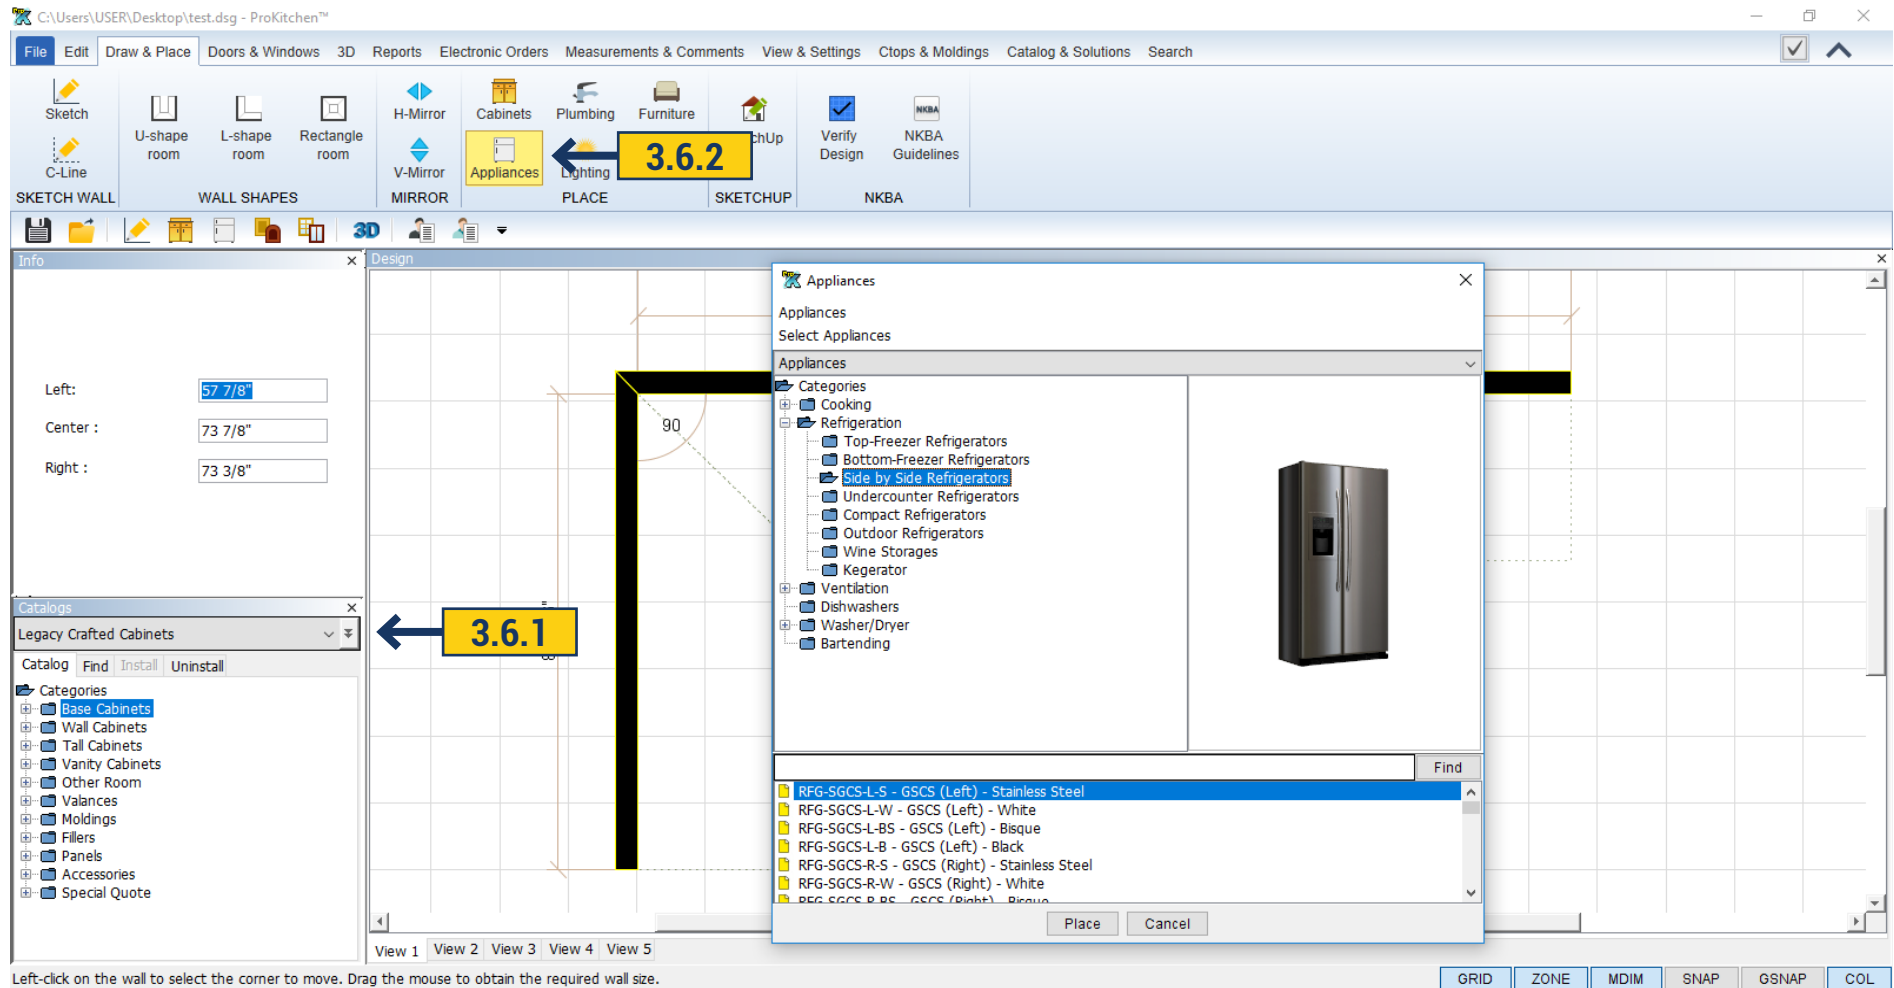 C:\Users\USER\Desktop\test.dsg - ProKitchen™
File Edit Draw & Place Doors & Windows 3D Reports Electronic Orders Measurements & Comments View & Settings Ctops & Moldings Catalog & Solutions Search
Sketch
C-Line
SKETCH WALL
U-shape room
L-shape room
Rectangle room
WALL SHAPES
H-Mirror
V-Mirror
MIRROR
Cabinets
Plumbing
Furniture
Appliances
3.6.2
Lighting
PLACE
chUp
SKETCHUP
Verify Design
NKBA
NKBA Guidelines
NKBA
3D
Info
Left: 57 7/8"
Center : 73 7/8"
Right : 73 3/8"
Catalogs
Legacy Crafted Cabinets
3.6.1
Catalog Find Install Uninstall
Categories
Base Cabinets
Wall Cabinets
Tall Cabinets
Vanity Cabinets
Other Room
Valances
Moldings
Fillers
Panels
Accessories
Special Quote
Design
90
Appliances
Appliances
Select Appliances
Appliances
Categories
Cooking
Refrigeration
Top-Freezer Refrigerators
Bottom-Freezer Refrigerators
Side by Side Refrigerators
Undercounter Refrigerators
Compact Refrigerators
Outdoor Refrigerators
Wine Storages
Kegerator
Ventilation
Dishwashers
Washer/Dryer
Bartending
Find
RFG-SGCS-L-S - GSCS (Left) - Stainless Steel
RFG-SGCS-L-W - GSCS (Left) - White
RFG-SGCS-L-BS - GSCS (Left) - Bisque
RFG-SGCS-L-B - GSCS (Left) - Black
RFG-SGCS-R-S - GSCS (Right) - Stainless Steel
RFG-SGCS-R-W - GSCS (Right) - White
RFG-SGCS-R-BS - GSCS (Right) - Bisque
Place Cancel
View 1 View 2 View 3 View 4 View 5
Left-click on the wall to select the corner to move. Drag the mouse to obtain the required wall size.
GRID ZONE MDIM SNAP GSNAP COL